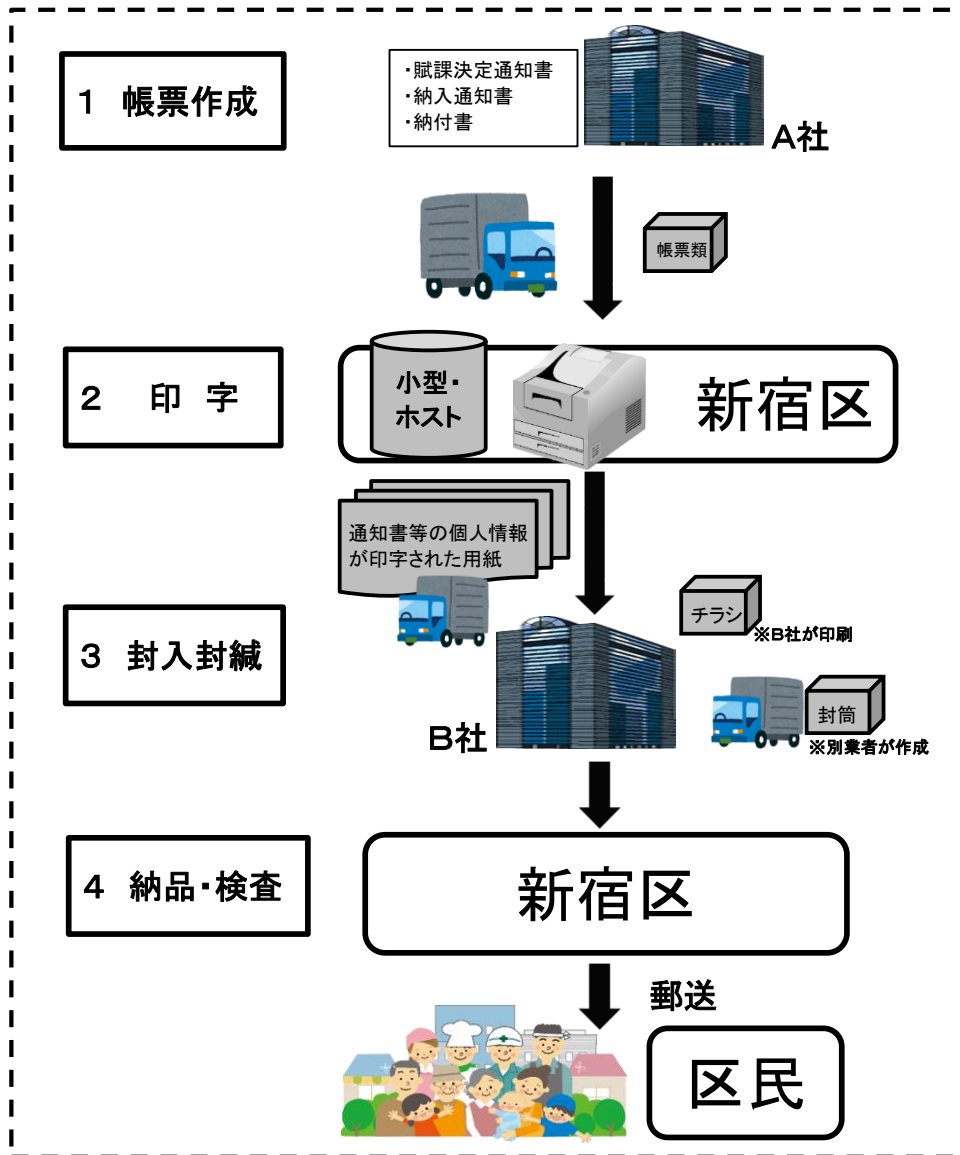 1 帳票作成
・賦課決定通知書
・納入通知書
・納付書
A社
帳票類
2 印 字
小型・
ホスト
新宿区
通知書等の個人情報
が印字された用紙
チラシ
※B社が印刷
3 封入封緘
封筒
B社
※別業者が作成
4 納品・検査
新宿区
郵送
区民